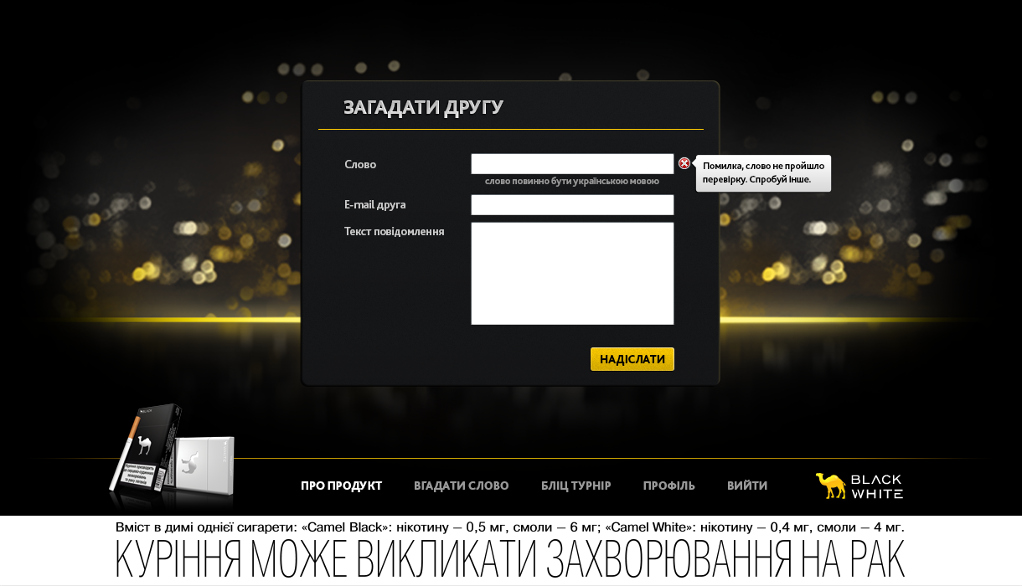 ЗАГАДАТИ ДРУГУ
Слово
Помилка, слово не пройшло
перевірку. Спробуй інше.
слово повинно бути українською мовою
E-mail друга
Текст повідомлення
НАДІСЛАТИ
ПРО ПРОДУКТ
ВГАДАТИ СЛОВО
БЛІЦ ТУРНІР
ПРОФІЛЬ
ВИЙТИ
BLACK
WHITE
Вміст в димі однієї сигарети: «Camel Black»: нікотину – 0,5 мг, смоли – 6 мг; «Camel White»: нікотину – 0,4 мг, смоли – 4 мг.
КУРІННЯ МОЖЕ ВИКЛИКАТИ ЗАХВОРЮВАННЯ НА РАК